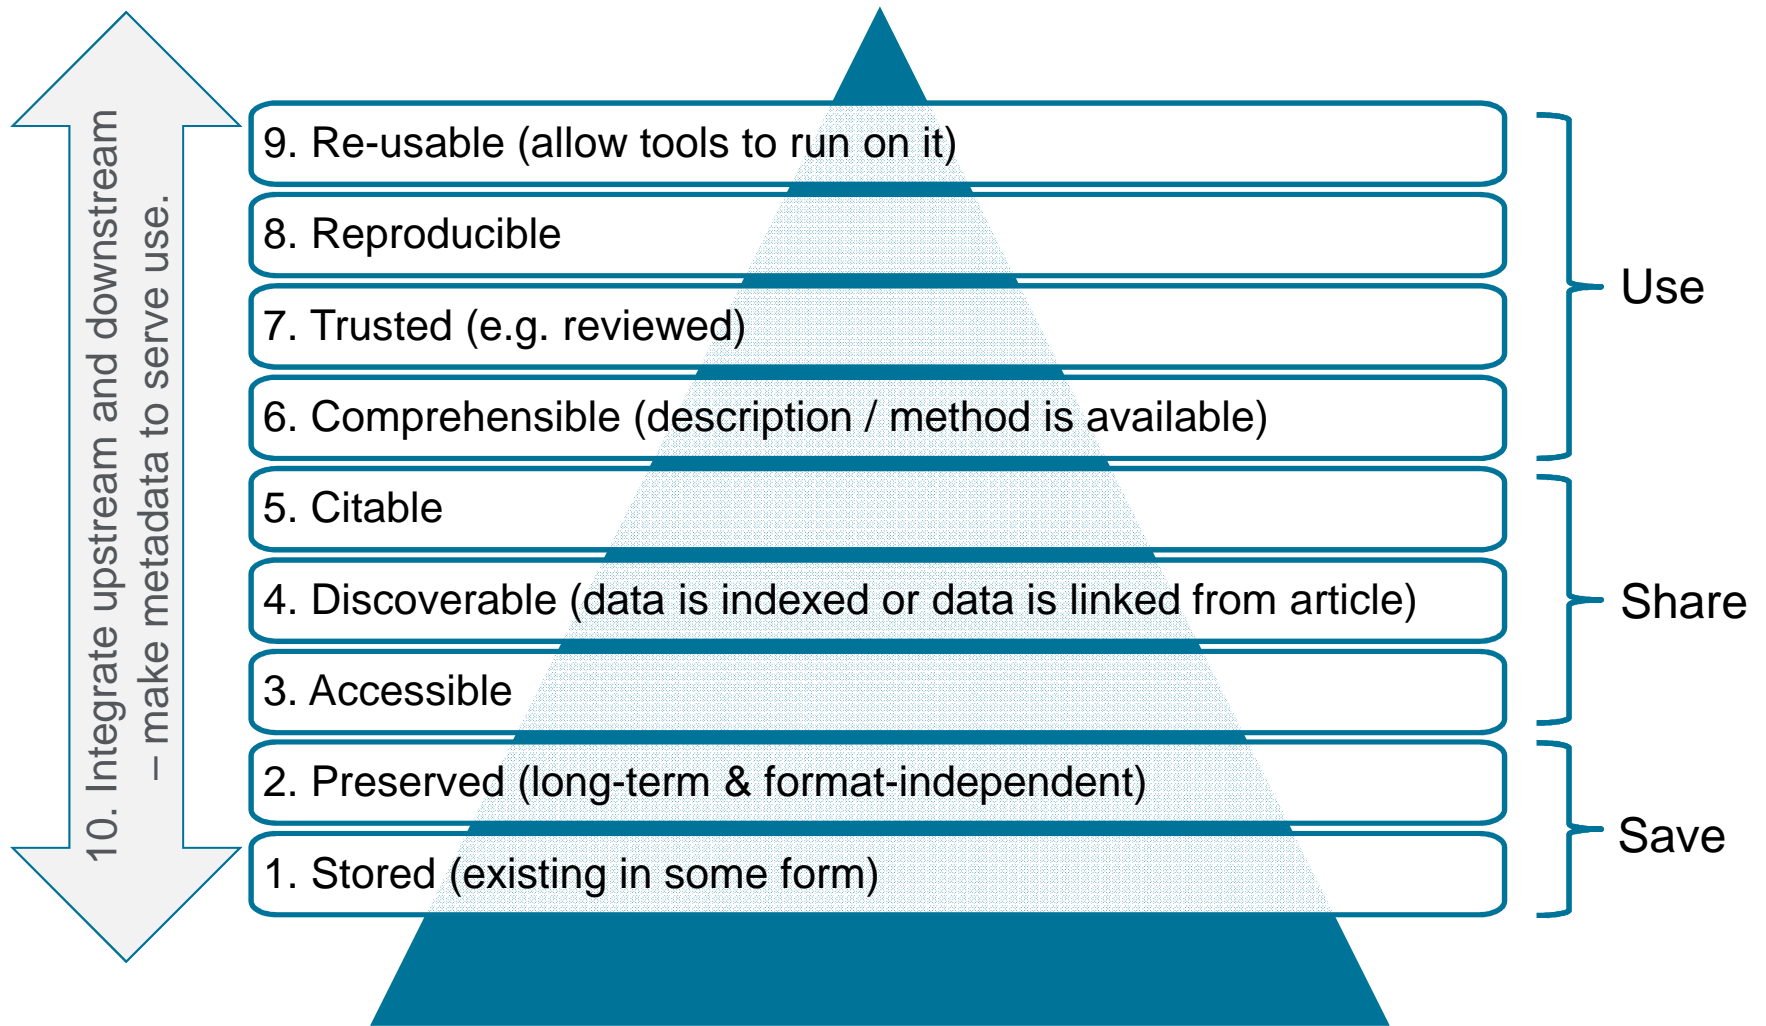 10. Integrate upstream and downstream
– make metadata to serve use.
9. Re-usable (allow tools to run on it)
8. Reproducible
7. Trusted (e.g. reviewed)
6. Comprehensible (description / method is available)
5. Citable
4. Discoverable (data is indexed or data is linked from article)
3. Accessible
2. Preserved (long-term & format-independent)
1. Stored (existing in some form)
Use
Share
Save